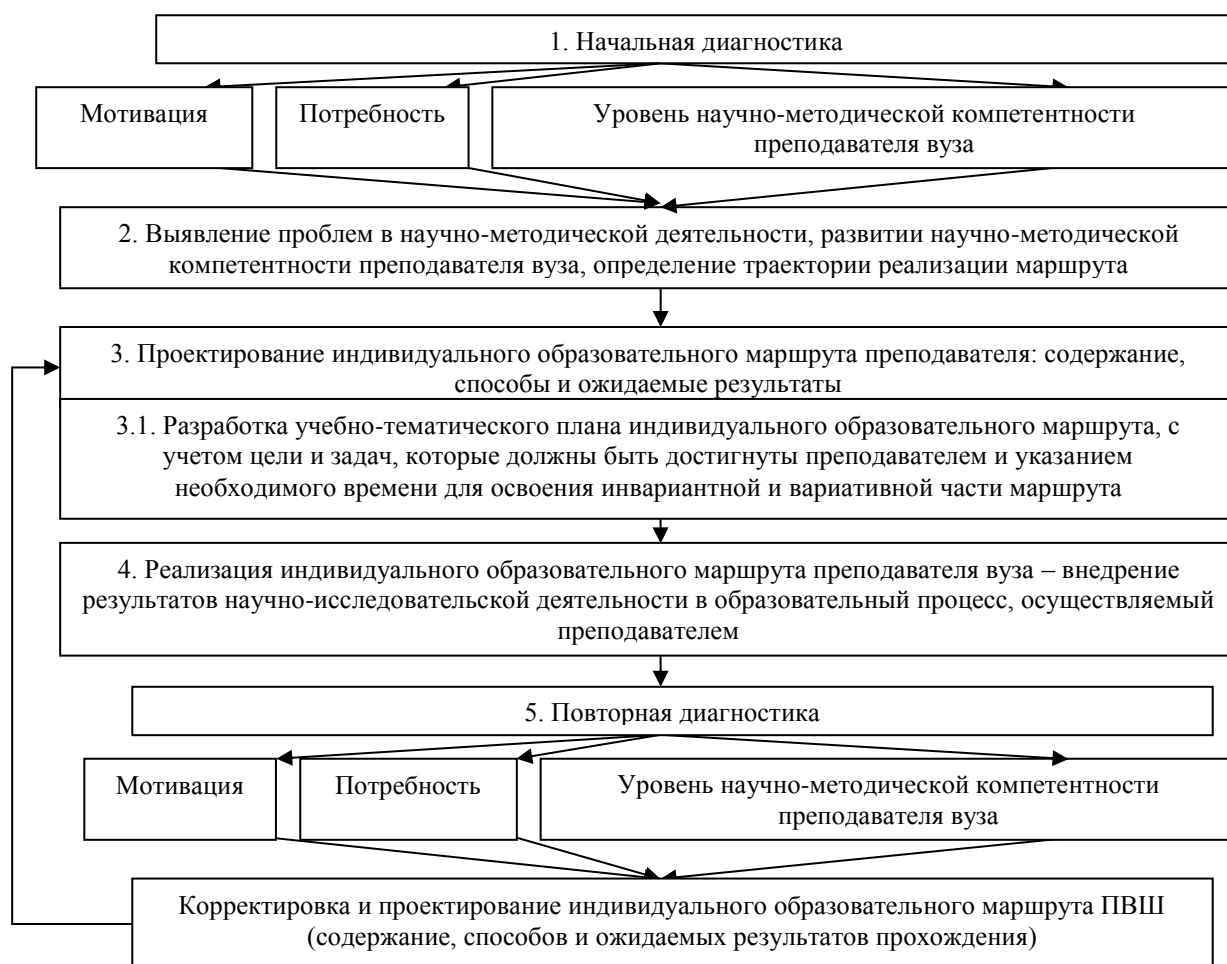 1. Начальная диагностика
Мотивация
Потребность
Уровень научно-методической компетентности
преподавателя вуза
2. Выявление проблем в научно-методической деятельности, развитии научно-методической
компетентности преподавателя вуза, определение траектории реализации маршрута
3. Проектирование индивидуального образовательного маршрута преподавателя: содержание,
способы и ожидаемые результаты
3.1. Разработка учебно-тематического плана индивидуального образовательного маршрута, с
учетом цели и задач, которые должны быть достигнуты преподавателем и указанием
необходимого времени для освоения инвариантной и вариативной части маршрута
4. Реализация индивидуального образовательного маршрута преподавателя вуза – внедрение
результатов научно-исследовательской деятельности в образовательный процесс, осуществляемый
преподавателем
5. Повторная диагностика
Мотивация
Потребность
Уровень научно-методической компетентности
преподавателя вуза
Корректировка и проектирование индивидуального образовательного маршрута ПВШ
(содержание, способов и ожидаемых результатов прохождения)